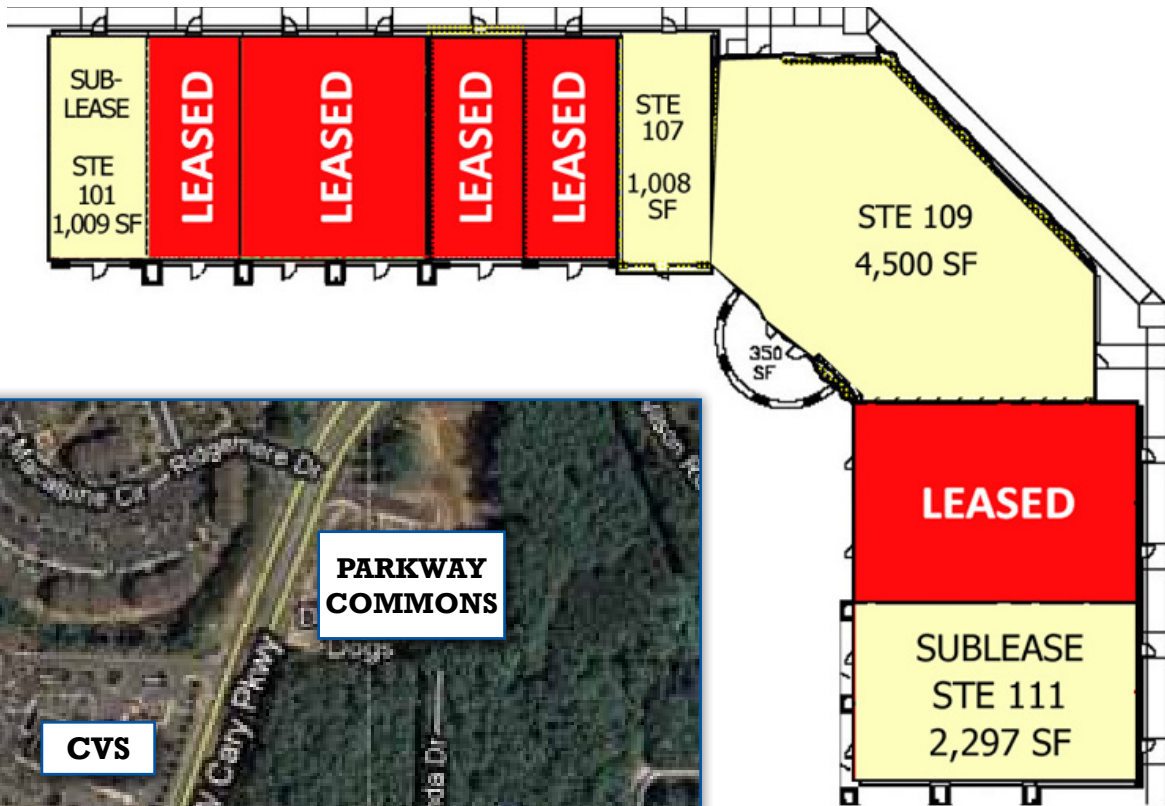 SUB-
LEASE
STE
101
1,009 SF
LEASED
LEASED
LEASED
LEASED
STE
107
1,008
SF
STE 109
4,500 SF
350
SF
LEASED
SUBLEASE
STE 111
2,297 SF
Ridgemere Dr
PARKWAY
COMMONS
Dogs
Cary Pkwy
CVS